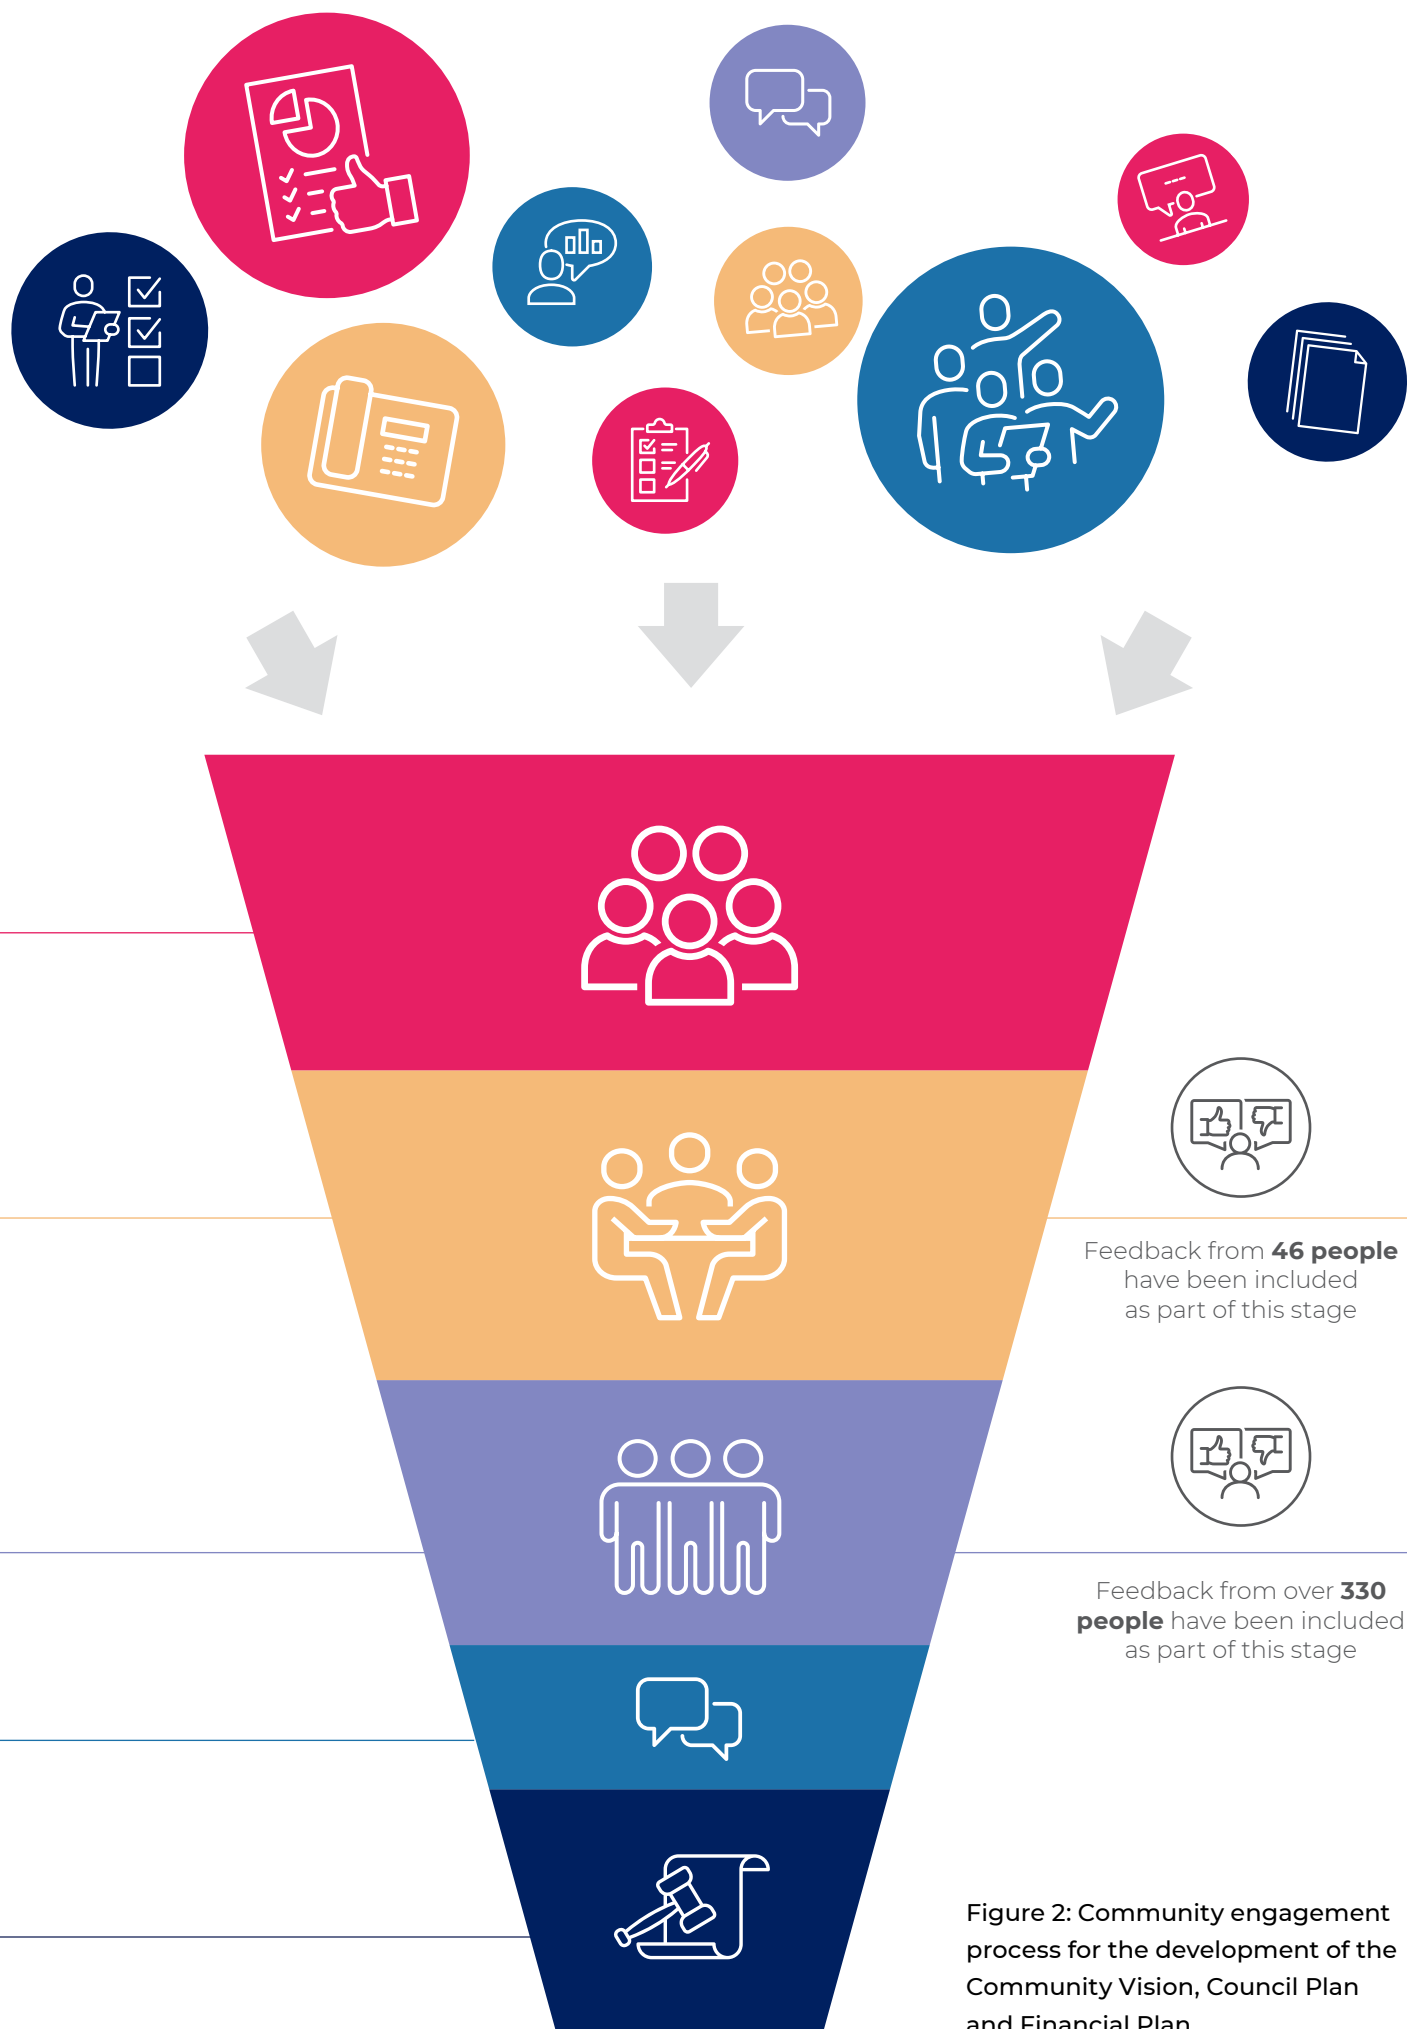 Feedback from 46 people
have been included
as part of this stage
Feedback from over 330
people have been included
as part of this stage
Figure 2: Community engagement
process for the development of the
Community Vision, Council Plan
and Financial Plan